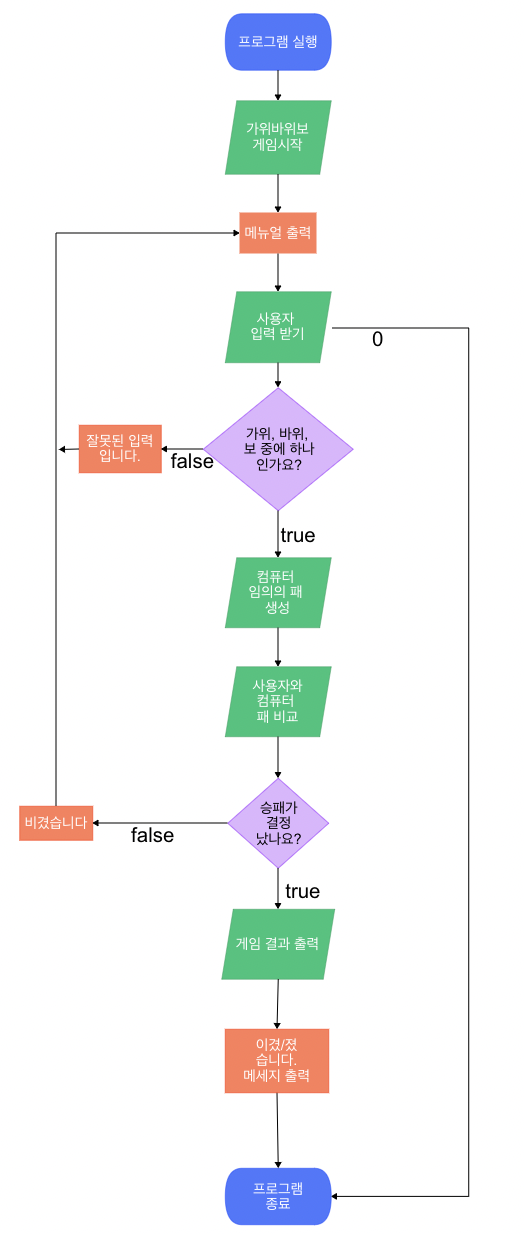 프로그램 실행
가위바위보
게임시작
메뉴얼 출력
사용자
입력 받기
0
가위, 바위,
보 중에 하나
인가요?
잘못된 입력
입니다.
false
true
컴퓨터
임의의 패
생성
사용자와
컴퓨터
패 비교
승패가
결정
났나요?
비겼습니다
false
true
게임 결과 출력
이겼/졌
습니다.
메세지 출력
프로그램
종료